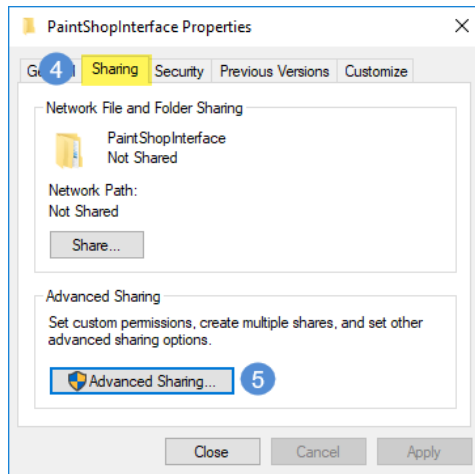 PaintShopInterface Properties
4
Sharing
Security
Previous Versions
Customize
Network File and Folder Sharing
PaintShopInterface
Not Shared
Network Path:
Not Shared
Share...
Advanced Sharing
Set custom permissions, create multiple shares, and set other
advanced sharing options.
Advanced Sharing...
5
Close
Cancel
Apply